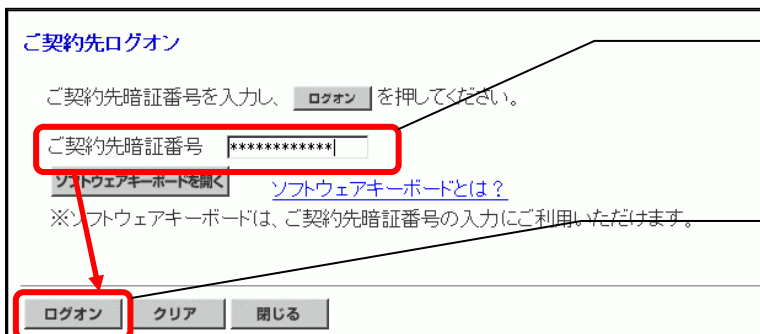 ご契約先ログオン
ご契約先暗証番号を入力し、 ログオン を押してください。
ご契約先暗証番号 ************
ソフトウェアキーボードを開く ソフトウェアキーボードとは？
※ソフトウェアキーボードは、ご契約先暗証番号の入力にご利用いただけます。
ログオン クリア 閉じる